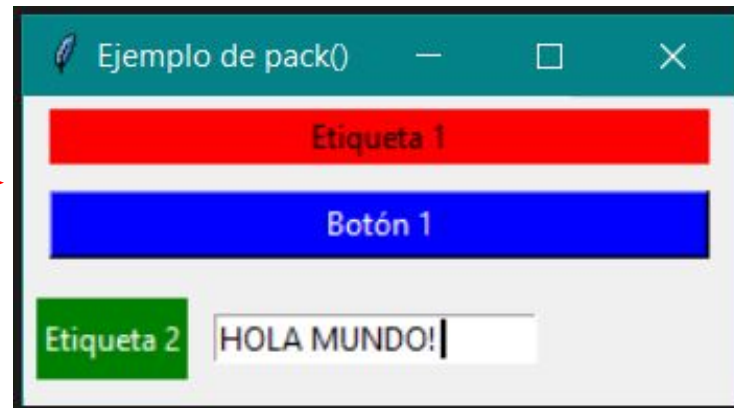 Ejemplo de pack()
Etiqueta 1
Botón 1
Etiqueta 2 HOLA MUNDO!